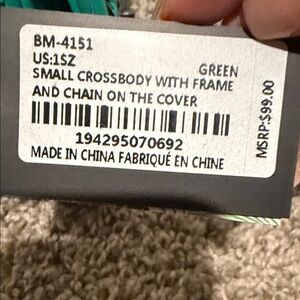 BM-4151
US:1SZ GREEN
SMALL CROSSBODY WITH FRAME
AND CHAIN ON THE COVER
194295070692
MADE IN CHINA FABRIQUÉ EN CHINE
MSRP:$99.00